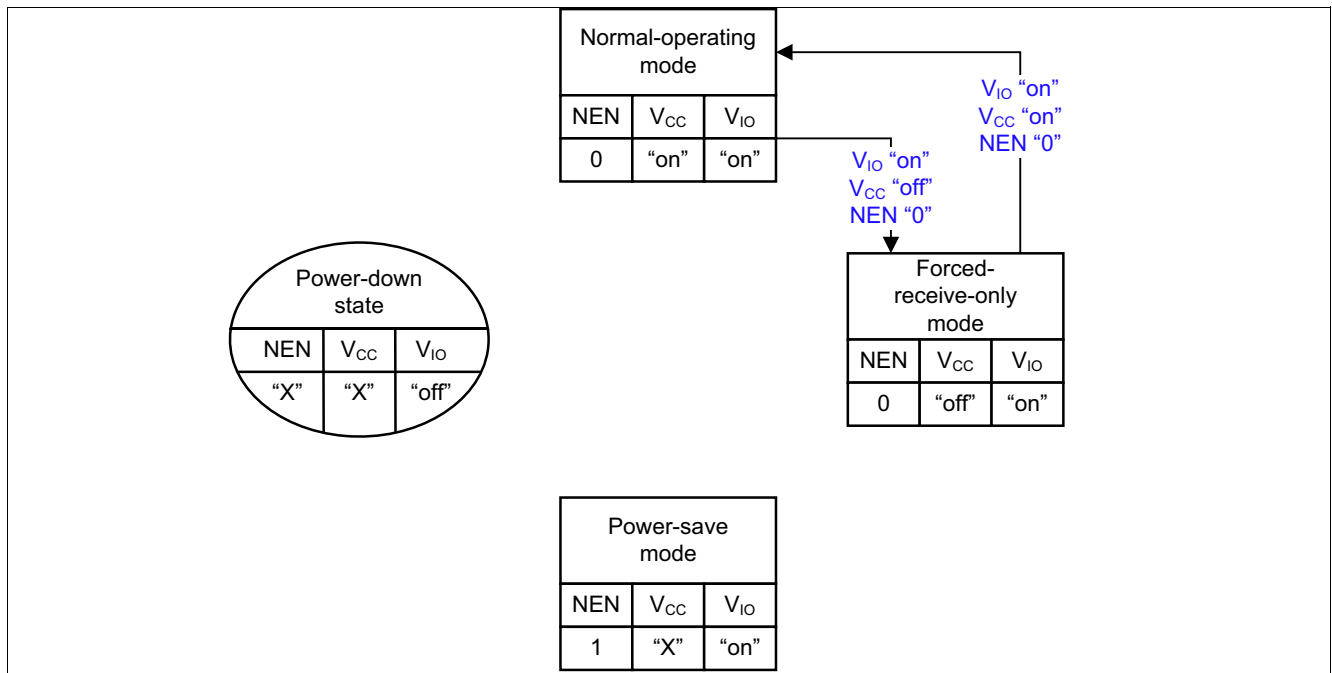 Normal-operating
mode
NEN VCC VIO
0 “on” “on”
VIO “on”
VCC “on”
NEN “0”
VIO “on”
VCC “off”
NEN “0”
Power-down
state
NEN VCC VIO
“X” “X” “off”
Forced-
receive-only
mode
NEN VCC VIO
0 “off” “on”
Power-save
mode
NEN VCC VIO
1 “X” “on”